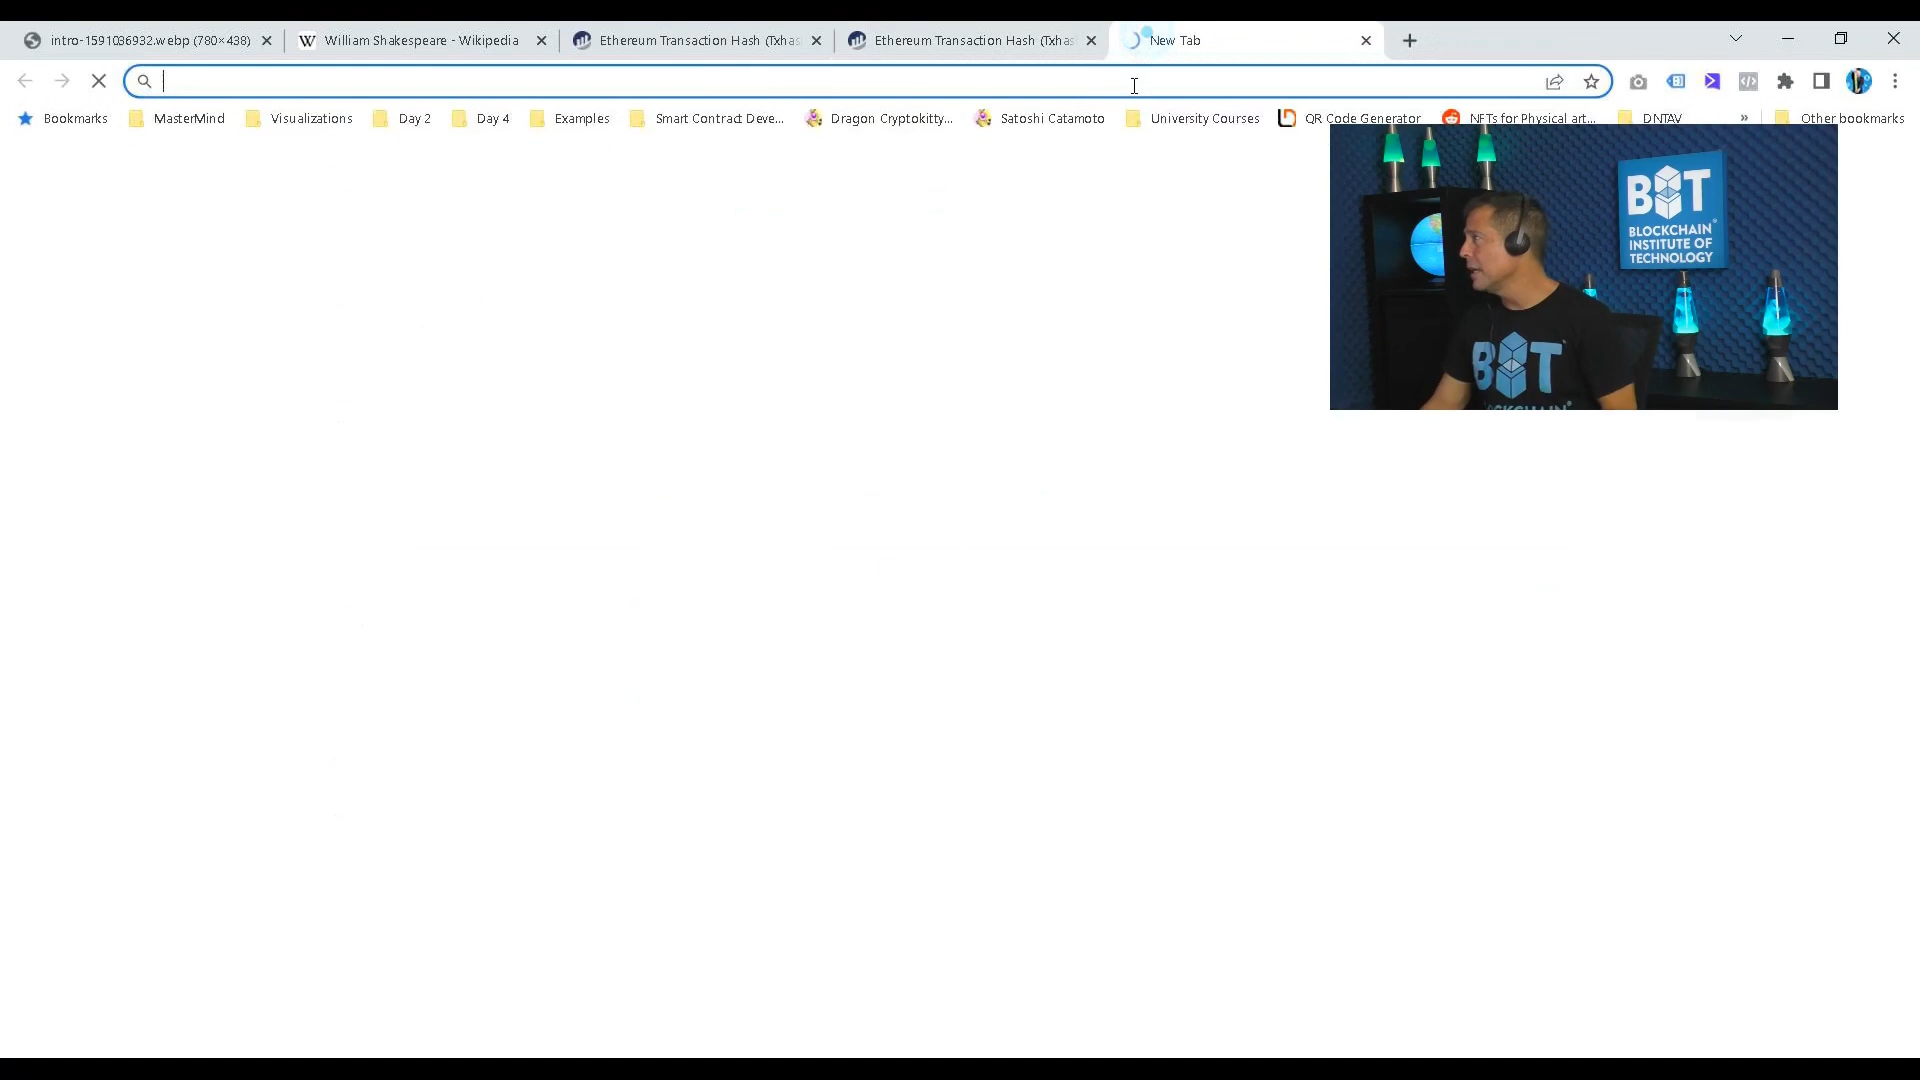 intro-1591036932.webp (780×438)
William Shakespeare - Wikipedia
Ethereum Transaction Hash (Txhas
Ethereum Transaction Hash (Txhas
New Tab
Bookmarks
MasterMind
Visualizations
Day 2
Day 4
Examples
Smart Contract Deve...
Dragon Cryptokitty...
Satoshi Catamoto
University Courses
QR Code Generator
NFTs for Physical art...
DNTAV
»
Other bookmarks
BIT
BLOCKCHAIN
INSTITUTE OF
TECHNOLOGY
BIT